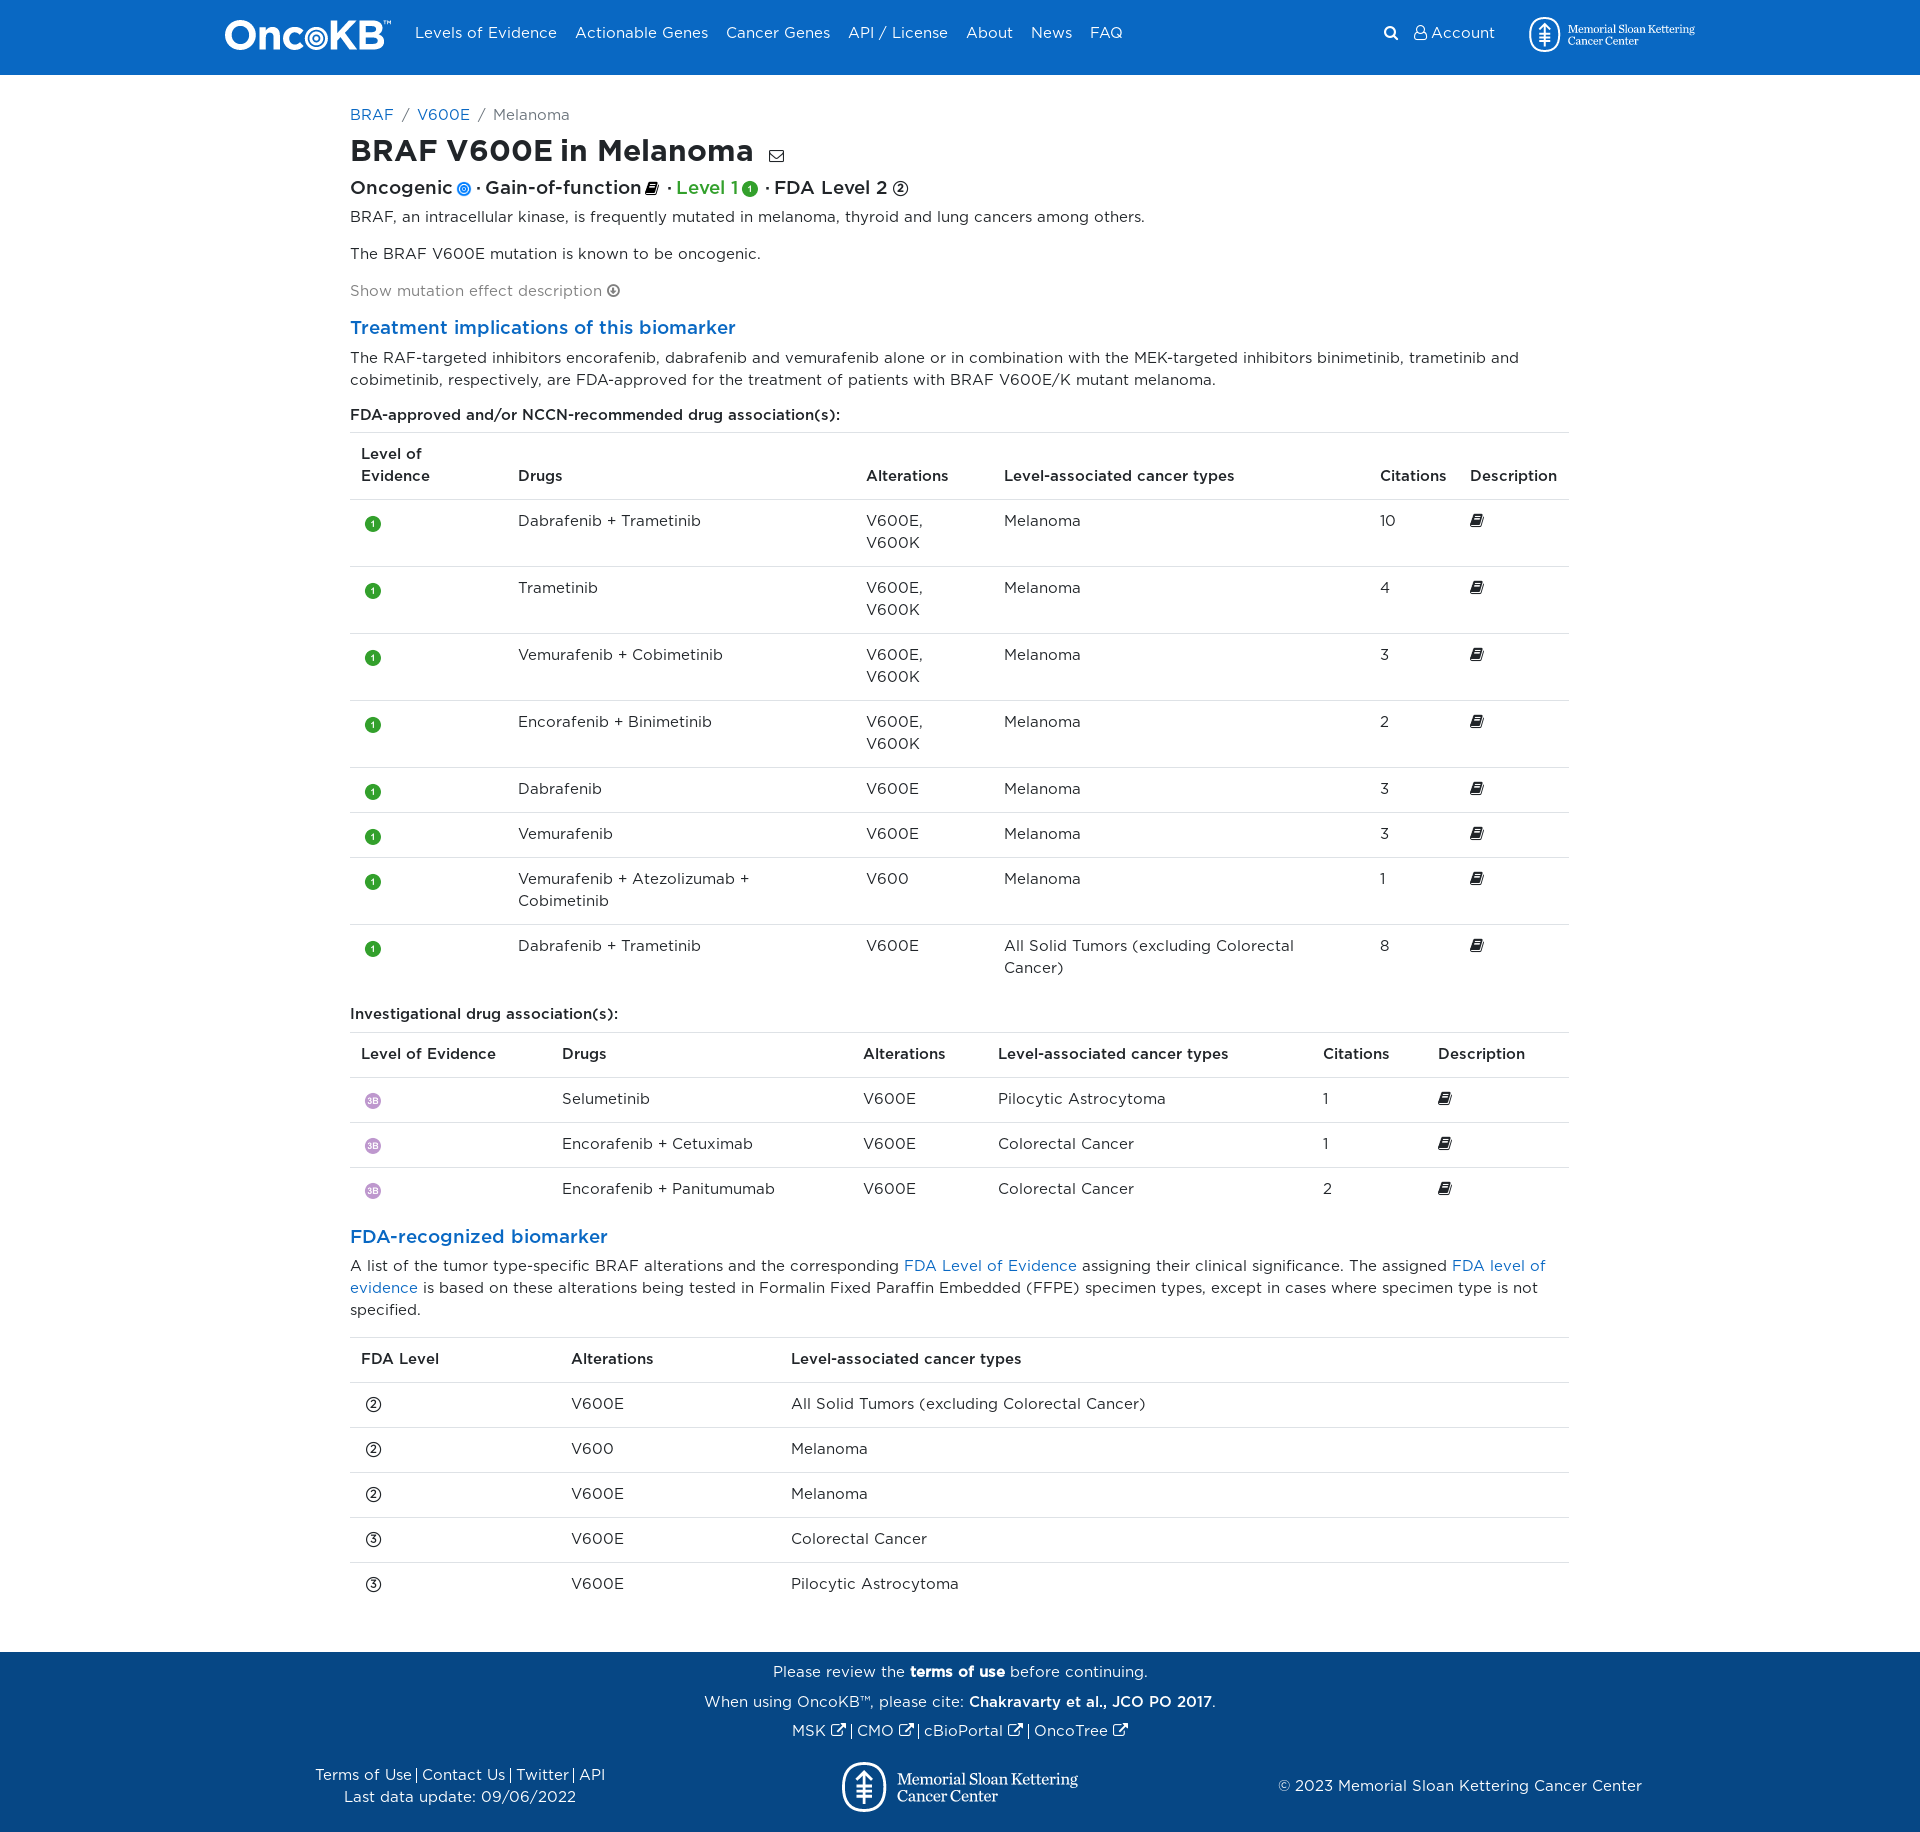 OncoKB™ Levels of Evidence Actionable Genes Cancer Genes API / License About News FAQ Account Memorial Sloan Kettering
Cancer Center
BRAF / V600E / Melanoma
BRAF V600E in Melanoma
Oncogenic · Gain-of-function · Level 1 1 · FDA Level 2 2
BRAF, an intracellular kinase, is frequently mutated in melanoma, thyroid and lung cancers among others.
The BRAF V600E mutation is known to be oncogenic.
Show mutation effect description
Treatment implications of this biomarker
The RAF-targeted inhibitors encorafenib, dabrafenib and vemurafenib alone or in combination with the MEK-targeted inhibitors binimetinib, trametinib and
cobimetinib, respectively, are FDA-approved for the treatment of patients with BRAF V600E/K mutant melanoma.
FDA-approved and/or NCCN-recommended drug association(s):
Level of
Evidence Drugs Alterations Level-associated cancer types Citations Description
1 Dabrafenib + Trametinib V600E, Melanoma 10
V600K
1 Trametinib V600E, Melanoma 4
V600K
1 Vemurafenib + Cobimetinib V600E, Melanoma 3
V600K
1 Encorafenib + Binimetinib V600E, Melanoma 2
V600K
1 Dabrafenib V600E Melanoma 3
1 Vemurafenib V600E Melanoma 3
1 Vemurafenib + Atezolizumab + V600 Melanoma 1
Cobimetinib
1 Dabrafenib + Trametinib V600E All Solid Tumors (excluding Colorectal 8
Cancer)
Investigational drug association(s):
Level of Evidence Drugs Alterations Level-associated cancer types Citations Description
3B Selumetinib V600E Pilocytic Astrocytoma 1
3B Encorafenib + Cetuximab V600E Colorectal Cancer 1
3B Encorafenib + Panitumumab V600E Colorectal Cancer 2
FDA-recognized biomarker
A list of the tumor type-specific BRAF alterations and the corresponding FDA Level of Evidence assigning their clinical significance. The assigned FDA level of
evidence is based on these alterations being tested in Formalin Fixed Paraffin Embedded (FFPE) specimen types, except in cases where specimen type is not
specified.
FDA Level Alterations Level-associated cancer types
2 V600E All Solid Tumors (excluding Colorectal Cancer)
2 V600 Melanoma
2 V600E Melanoma
3 V600E Colorectal Cancer
3 V600E Pilocytic Astrocytoma
Please review the terms of use before continuing.
When using OncoKB™, please cite: Chakravarty et al., JCO PO 2017.
MSK | CMO | cBioPortal | OncoTree
Terms of Use | Contact Us | Twitter | API
Last data update: 09/06/2022
Memorial Sloan Kettering
Cancer Center
© 2023 Memorial Sloan Kettering Cancer Center